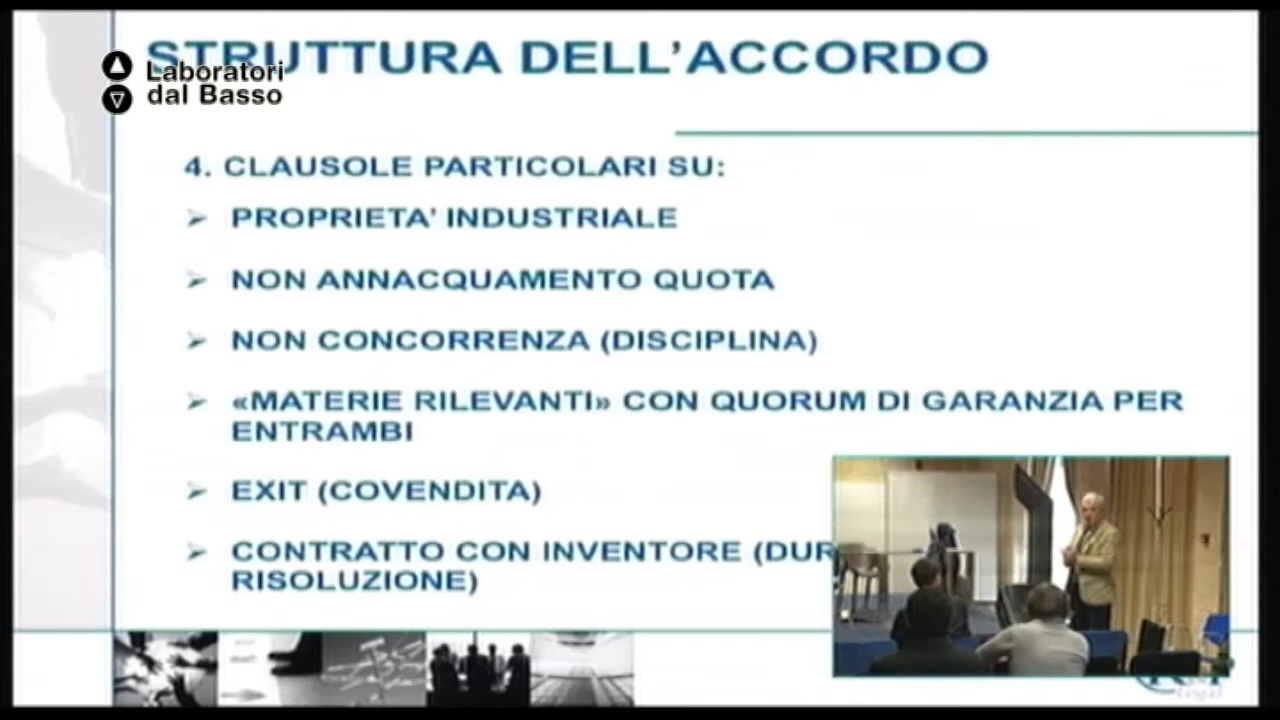 STRUTTURA DELL’ACCORDO
Laboratori
dal Basso
4. CLAUSOLE PARTICOLARI SU:
PROPRIETA’ INDUSTRIALE
NON ANNACQUAMENTO QUOTA
NON CONCORRENZA (DISCIPLINA)
«MATERIE RILEVANTI» CON QUORUM DI GARANZIA PER
ENTRAMBI
EXIT (COVENDITA)
CONTRATTO CON INVENTORE (DUR
RISOLUZIONE)
Legal